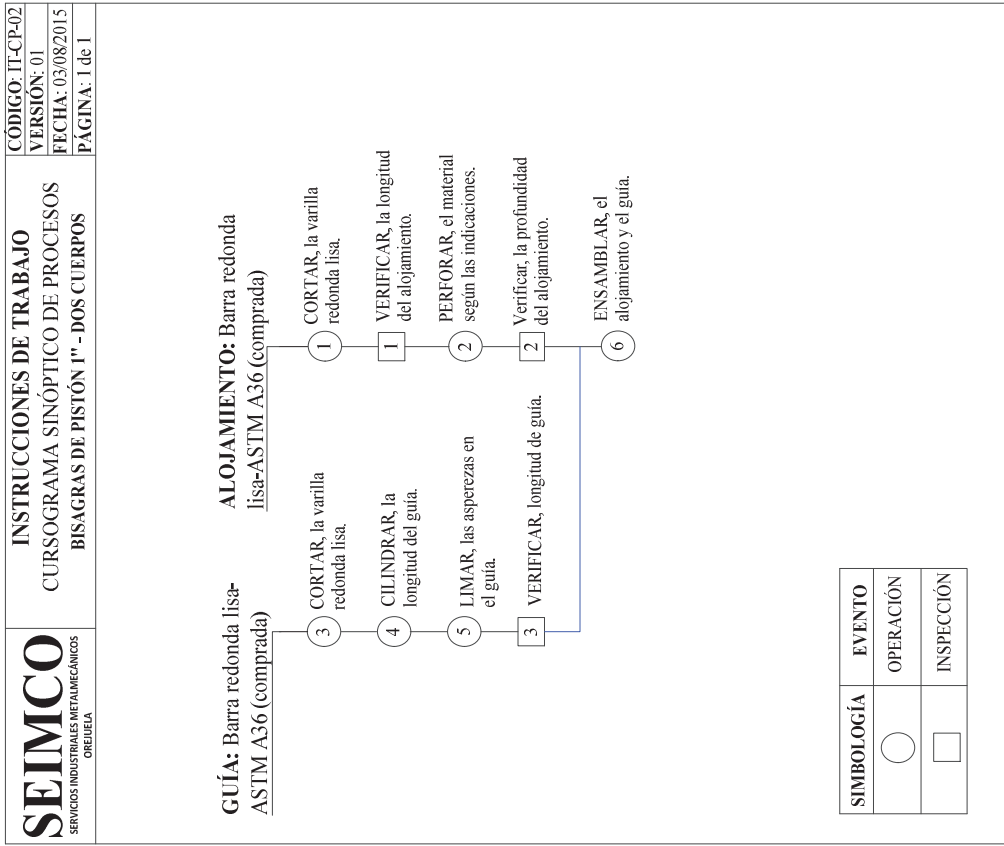 SEIMCO
SERVICIOS INDUSTRIALES METALMECÁNICOS
OREJUELA
INSTRUCCIONES DE TRABAJO
CURSOGRAMA SINÓPTICO DE PROCESOS
BISAGRAS DE PISTÓN 1" - DOS CUERPOS
CÓDIGO: IT-CP-02
VERSIÓN: 01
FECHA: 03/08/2015
PÁGINA: 1 de 1
GUÍA: Barra redonda lisa-
ASTM A36 (comprada)
3
CORTAR, la varilla
redonda lisa.
4
CILINDRAR, la
longitud del guía.
5
LIMAR, las asperezas en
el guía.
3
VERIFICAR, longitud de guía.
ALOJAMIENTO: Barra redonda
lisa-ASTM A36 (comprada)
1
CORTAR, la varilla
redonda lisa.
1
VERIFICAR, la longitud
del alojamiento.
2
PERFORAR, el material
según las indicaciones.
2
Verificar, la profundidad
del alojamiento.
6
ENSAMBLAR, el
alojamiento y el guía.
SIMBOLOGÍA EVENTO
OPERACIÓN
INSPECCIÓN